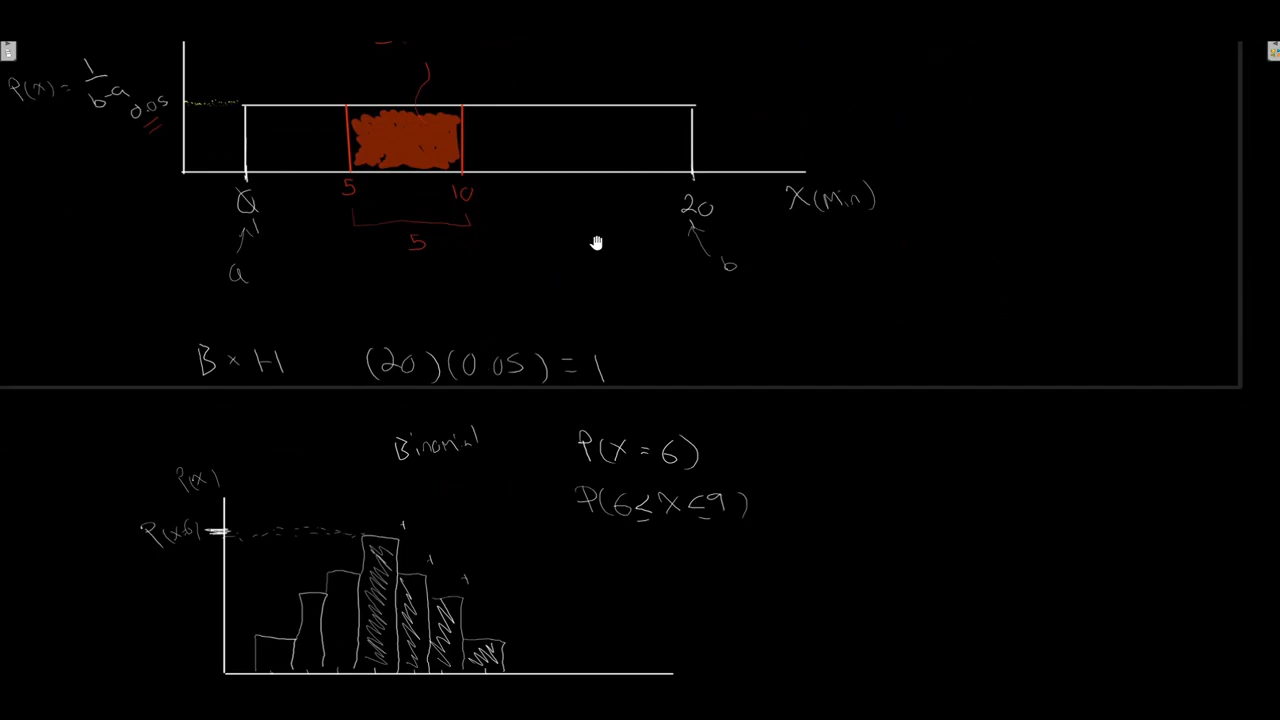 P(x) = 1/b-a
0.05
5 10
0 20 X (Min)
5
a b
B × H (20)(0 05) = 1
Binomial P(X = 6)
P(x) P(6 ≤ X ≤ 9)
P(x=6)
+
+ +